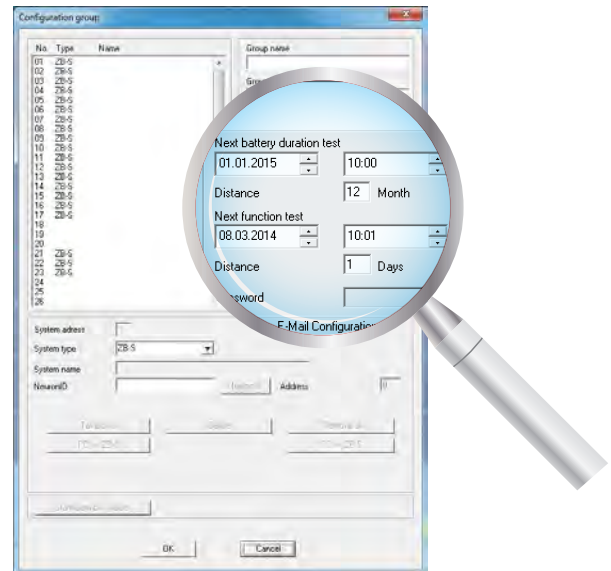 Configuration group:
No. Type Name
01 ZB-S
02 ZB-S
03 ZB-S
04 ZB-S
05 ZB-S
06 ZB-S
07 ZB-S
08 ZB-S
09 ZB-S
10 ZB-S
11 ZB-S
12 ZB-S
13 ZB-S
14 ZB-S
15 ZB-S
16 ZB-S
17 ZB-S
18
19
20
21 ZB-S
22 ZB-S
23 ZB-S
24
25
26
Group name
Next battery duration test
01.01.2015 10:00
Distance 12 Month
Next function test
08.03.2014 10:01
Distance 1 Days
E-Mail Configuration
System adress
System type ZB-S
System name
NeuronID Address 0
OK Cancel